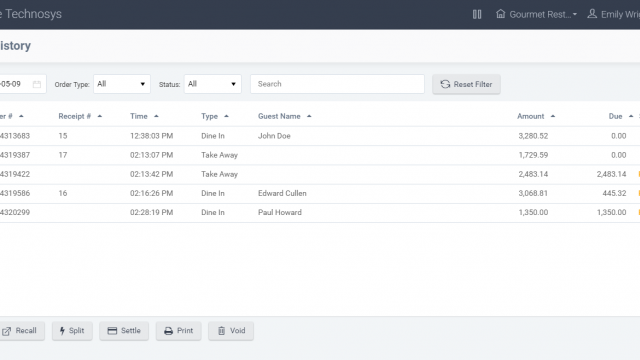 e Technosys Gourmet Rest... Emily Wri
istory
-05-09 Order Type: All Status: All Search Reset Filter
er # Receipt # Time Type Guest Name Amount Due
4313683 15 12:38:03 PM Dine In John Doe 3,280.52 0.00
4319387 17 02:13:07 PM Take Away 1,729.59 0.00
4319422 02:13:42 PM Take Away 2,483.14 2,483.14
4319586 16 02:16:26 PM Dine In Edward Cullen 3,068.81 445.32
4320299 02:28:19 PM Dine In Paul Howard 1,350.00 1,350.00
Recall Split Settle Print Void